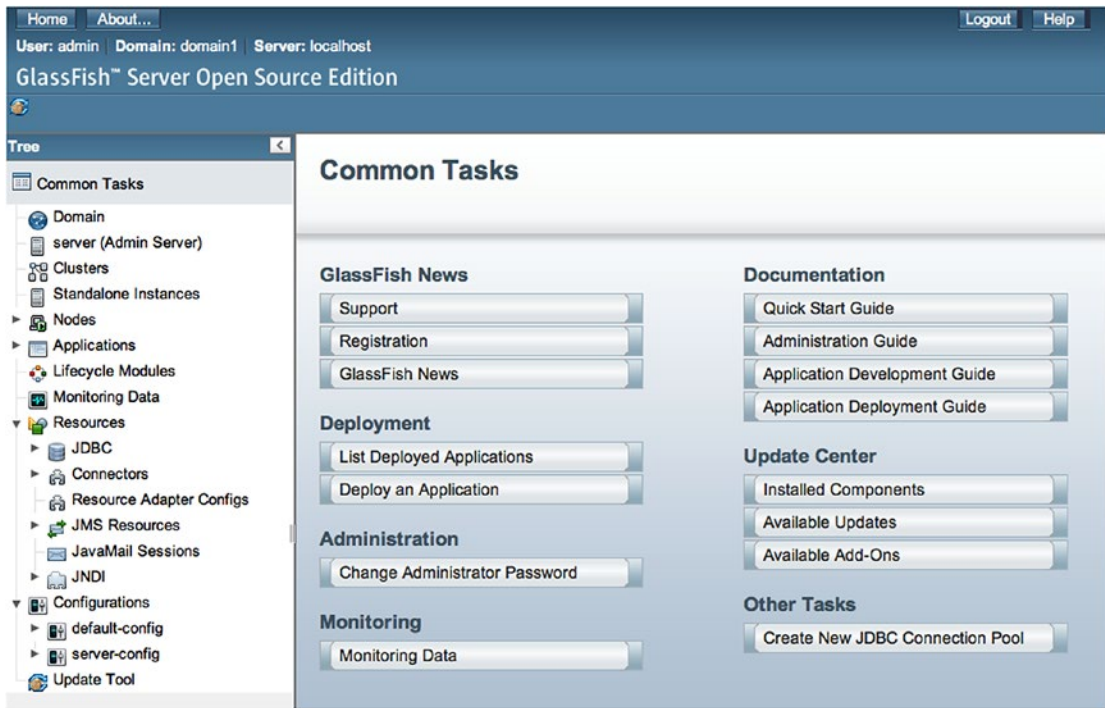 Home About... Logout Help
User: admin Domain: domain1 Server: localhost
GlassFish™ Server Open Source Edition
Tree
Common Tasks
Domain
server (Admin Server)
Clusters
Standalone Instances
Nodes
Applications
Lifecycle Modules
Monitoring Data
Resources
JDBC
Connectors
Resource Adapter Configs
JMS Resources
JavaMail Sessions
JNDI
Configurations
default-config
server-config
Update Tool
Common Tasks
GlassFish News
Support
Registration
GlassFish News
Deployment
List Deployed Applications
Deploy an Application
Administration
Change Administrator Password
Monitoring
Monitoring Data
Documentation
Quick Start Guide
Administration Guide
Application Development Guide
Application Deployment Guide
Update Center
Installed Components
Available Updates
Available Add-Ons
Other Tasks
Create New JDBC Connection Pool